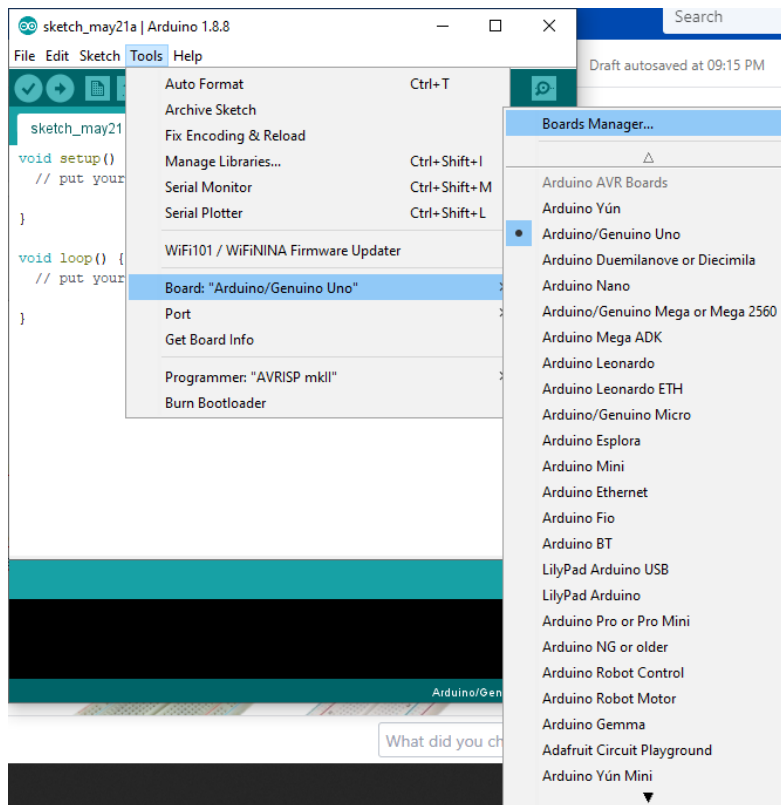 sketch_may21a | Arduino 1.8.8
Search
File Edit Sketch Tools Help
Draft autosaved at 09:15 PM
Auto Format Ctrl+T
Archive Sketch
Fix Encoding & Reload
Manage Libraries... Ctrl+Shift+I
Serial Monitor Ctrl+Shift+M
Serial Plotter Ctrl+Shift+L
WiFi101 / WiFiNINA Firmware Updater
Board: "Arduino/Genuino Uno"
Port
Get Board Info
Programmer: "AVRISP mkII"
Burn Bootloader
sketch_may21
void setup()
// put your
}
void loop() {
// put your
}
Boards Manager...
Arduino AVR Boards
Arduino Yún
Arduino/Genuino Uno
Arduino Duemilanove or Diecimila
Arduino Nano
Arduino/Genuino Mega or Mega 2560
Arduino Mega ADK
Arduino Leonardo
Arduino Leonardo ETH
Arduino/Genuino Micro
Arduino Esplora
Arduino Mini
Arduino Ethernet
Arduino Fio
Arduino BT
LilyPad Arduino USB
LilyPad Arduino
Arduino Pro or Pro Mini
Arduino NG or older
Arduino Robot Control
Arduino Robot Motor
Arduino Gemma
Adafruit Circuit Playground
Arduino Yún Mini
Arduino/Gen
What did you ch